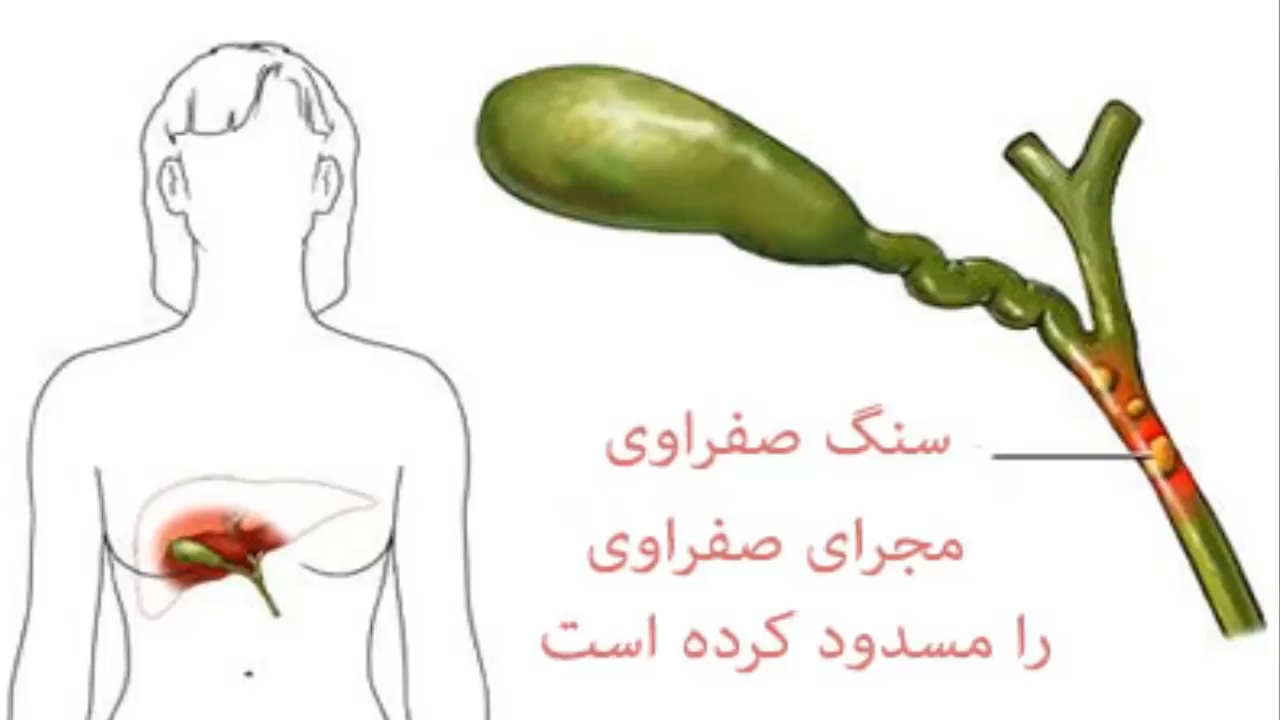 سنگ صفراوی
مجرای صفراوی
را مسدود کرده است